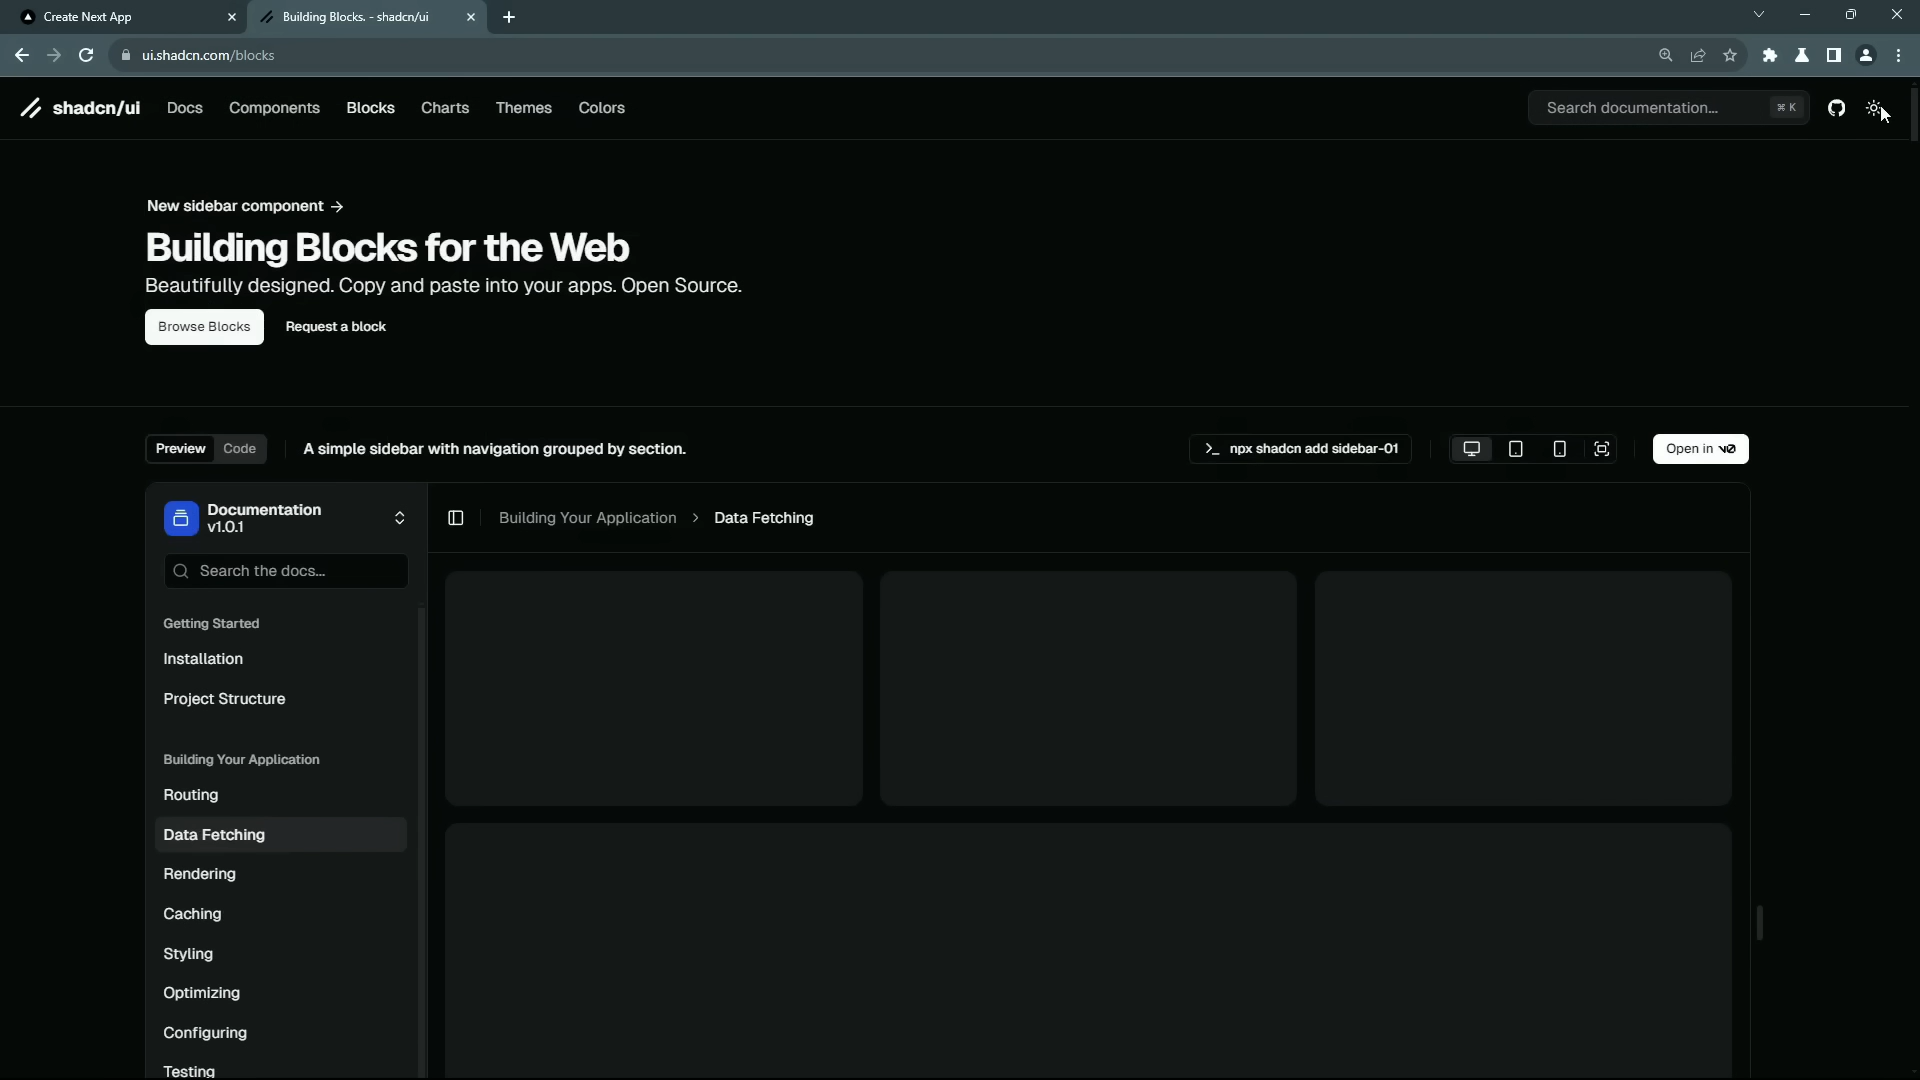 Create Next App
Building Blocks. - shadcn/ui
ui.shadcn.com/blocks
shadcn/ui
Docs
Components
Blocks
Charts
Themes
Colors
Search documentation...
⌘ K
New sidebar component →
Building Blocks for the Web
Beautifully designed. Copy and paste into your apps. Open Source.
Browse Blocks
Request a block
Preview
Code
A simple sidebar with navigation grouped by section.
npx shadcn add sidebar-01
Open in v0
Documentation
v1.0.1
Building Your Application > Data Fetching
Search the docs...
Getting Started
Installation
Project Structure
Building Your Application
Routing
Data Fetching
Rendering
Caching
Styling
Optimizing
Configuring
Testing